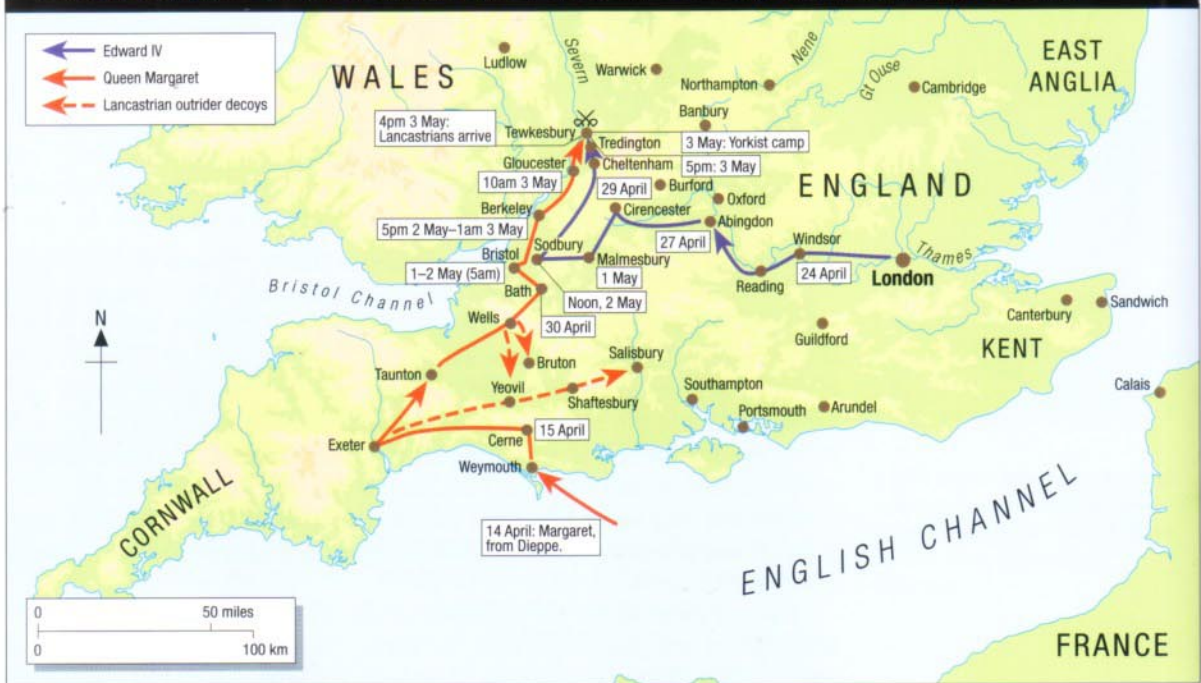 Edward IV
Queen Margaret
Lancastrian outrider decoys
WALES
ENGLAND
EAST
ANGLIA
KENT
CORNWALL
FRANCE
Bristol Channel
ENGLISH CHANNEL
Severn
Nene
Gt Ouse
Thames
Ludlow
Warwick
Northampton
Cambridge
Banbury
4pm 3 May:
Lancastrians arrive
Tewkesbury
Tredington
3 May: Yorkist camp
Gloucester
Cheltenham
5pm: 3 May
10am 3 May
29 April
Burford
Oxford
Berkeley
Cirencester
Abingdon
5pm 2 May–1am 3 May
27 April
Sodbury
Windsor
Bristol
Malmesbury
London
1–2 May (5am)
1 May
Reading
24 April
Bath
Noon, 2 May
Canterbury
Sandwich
Wells
30 April
Guildford
Bruton
Salisbury
Taunton
Yeovil
Shaftesbury
Southampton
Calais
Portsmouth
Arundel
Exeter
Cerne
15 April
Weymouth
14 April: Margaret,
from Dieppe.
N
0 50 miles
0 100 km